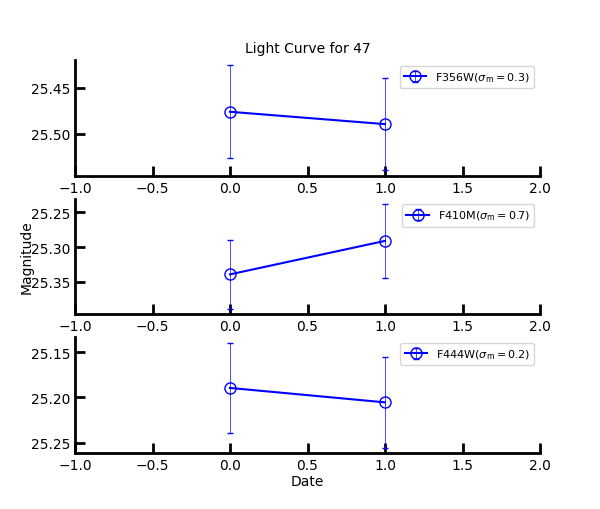 Light Curve for 47
F356W(σm = 0.3)
25.45
25.50
−1.0 −0.5 0.0 0.5 1.0 1.5 2.0
F410M(σm = 0.7)
25.25
25.30
25.35
−1.0 −0.5 0.0 0.5 1.0 1.5 2.0
Magnitude
F444W(σm = 0.2)
25.15
25.20
25.25
−1.0 −0.5 0.0 0.5 1.0 1.5 2.0
Date